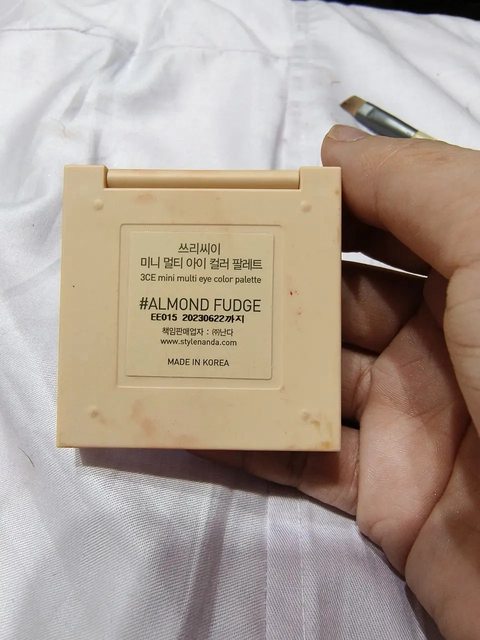 쓰리씨이
미니 멀티 아이 컬러 팔레트
3CE mini multi eye color palette
#ALMOND FUDGE
EE015 20230622까지
책임판매업자 : ㈜난다
www.stylenanda.com
MADE IN KOREA